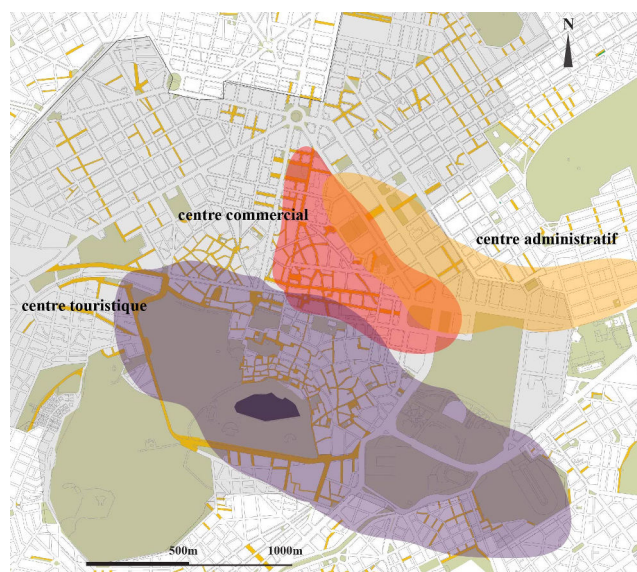 N
centre commercial
centre administratif
centre touristique
500m 1000m